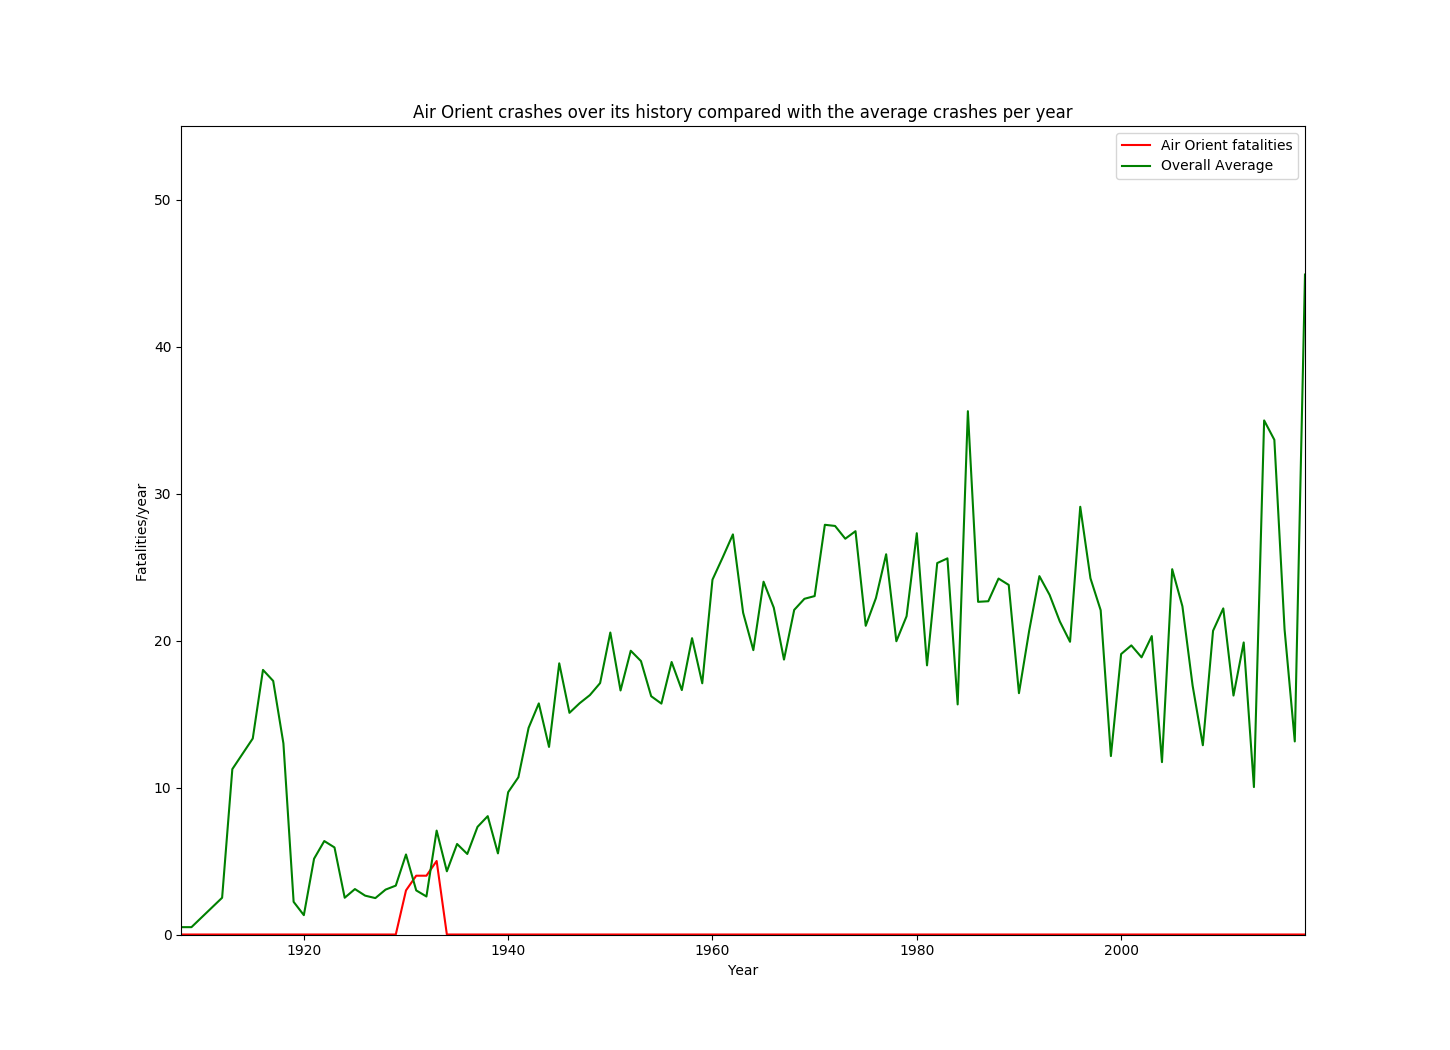 Air Orient crashes over its history compared with the average crashes per year
Air Orient fatalities
Overall Average
50
40
30
20
10
0
Fatalities/year
1920 1940 1960 1980 2000
Year